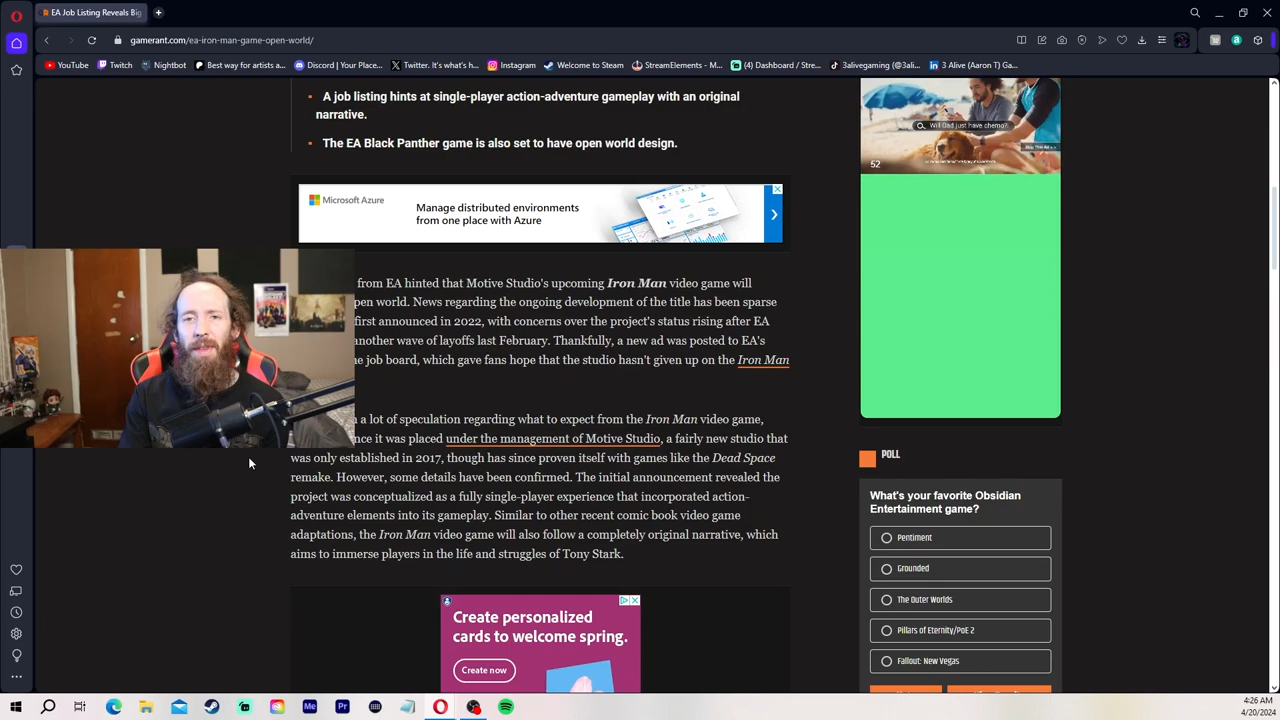 EA Job Listing Reveals Big
gamerant.com/ea-iron-man-game-open-world/
YouTube
Twitch
Nightbot
Best way for artists a...
Discord | Your Place...
Twitter. It's what's h...
Instagram
Welcome to Steam
StreamElements - M...
(4) Dashboard / Stre...
3alivegaming (@3ali...
3 Alive (Aaron T) Ga...
A job listing hints at single-player action-adventure gameplay with an original
narrative.
The EA Black Panther game is also set to have open world design.
Microsoft Azure
Manage distributed environments
from one place with Azure
Will Dad just have chemo?
Skip This Ad >>
52
from EA hinted that Motive Studio's upcoming Iron Man video game will
pen world. News regarding the ongoing development of the title has been sparse
first announced in 2022, with concerns over the project's status rising after EA
another wave of layoffs last February. Thankfully, a new ad was posted to EA's
e job board, which gave fans hope that the studio hasn't given up on the Iron Man
a lot of speculation regarding what to expect from the Iron Man video game,
nce it was placed under the management of Motive Studio, a fairly new studio that
was only established in 2017, though has since proven itself with games like the Dead Space
remake. However, some details have been confirmed. The initial announcement revealed the
project was conceptualized as a fully single-player experience that incorporated action-
adventure elements into its gameplay. Similar to other recent comic book video game
adaptations, the Iron Man video game will also follow a completely original narrative, which
aims to immerse players in the life and struggles of Tony Stark.
Create personalized
cards to welcome spring.
Create now
POLL
What's your favorite Obsidian
Entertainment game?
Pentiment
Grounded
The Outer Worlds
Pillars of Eternity/PoE 2
Fallout: New Vegas
4:26 AM
4/20/2024